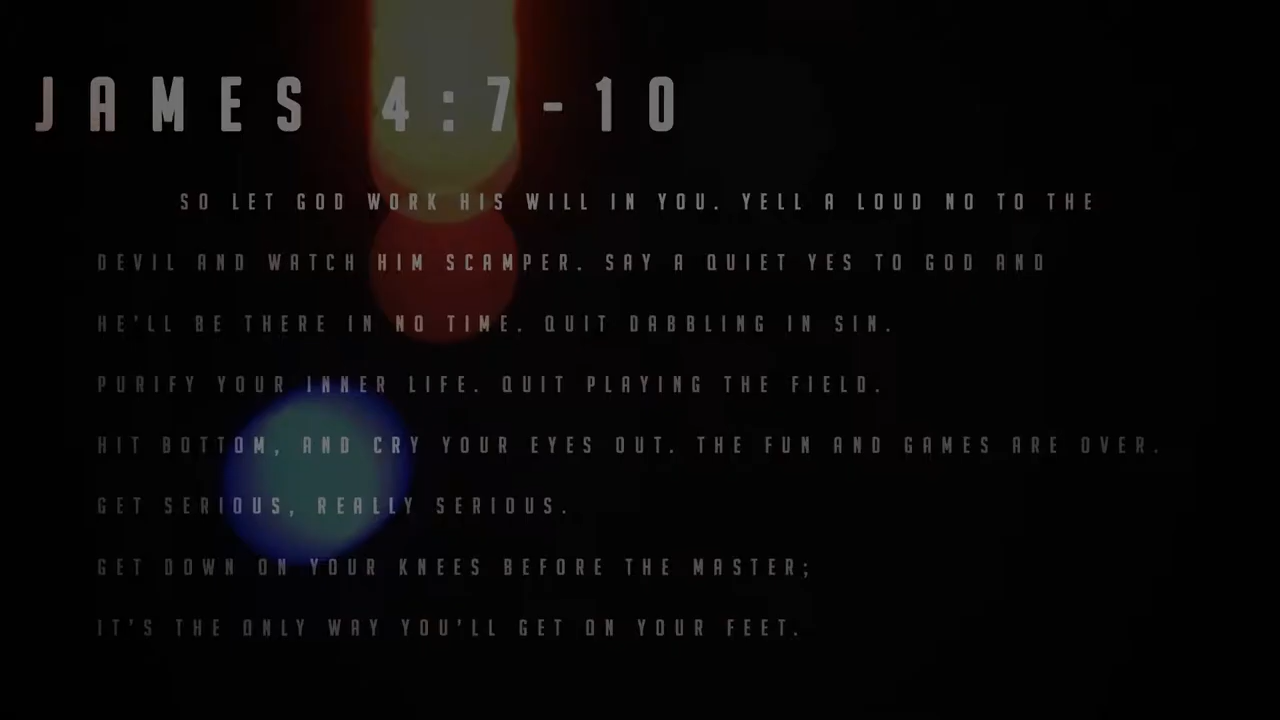 JAMES 4:7-10
SO LET GOD WORK HIS WILL IN YOU. YELL A LOUD NO TO THE
DEVIL AND WATCH HIM SCAMPER. SAY A QUIET YES TO GOD AND
HE'LL BE THERE IN NO TIME. QUIT DABBLING IN SIN.
PURIFY YOUR INNER LIFE. QUIT PLAYING THE FIELD.
HIT BOTTOM, AND CRY YOUR EYES OUT. THE FUN AND GAMES ARE OVER.
GET SERIOUS, REALLY SERIOUS.
GET DOWN ON YOUR KNEES BEFORE THE MASTER;
IT'S THE ONLY WAY YOU'LL GET ON YOUR FEET.